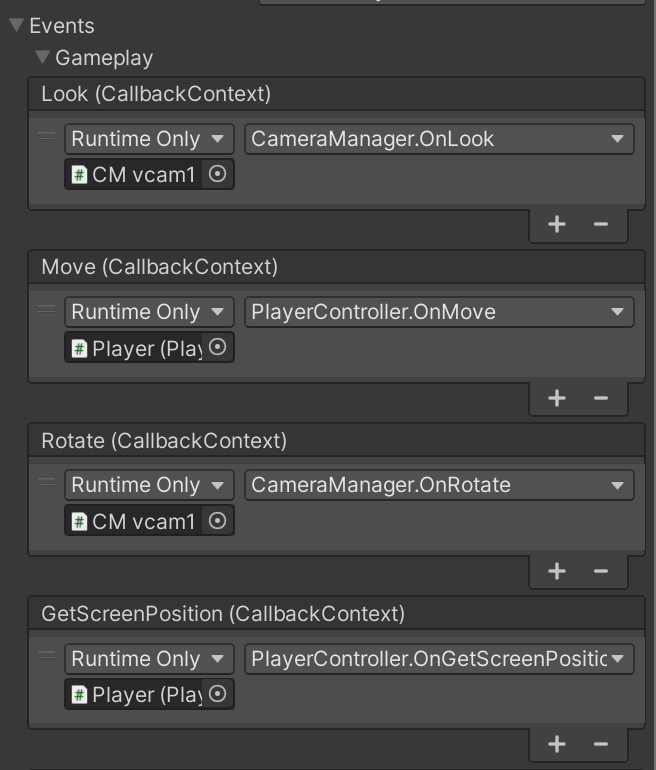 Events
Gameplay
Look (CallbackContext)
Runtime Only CameraManager.OnLook
# CM vcam1
Move (CallbackContext)
Runtime Only PlayerController.OnMove
# Player (Play
Rotate (CallbackContext)
Runtime Only CameraManager.OnRotate
# CM vcam1
GetScreenPosition (CallbackContext)
Runtime Only PlayerController.OnGetScreenPositic
# Player (Play